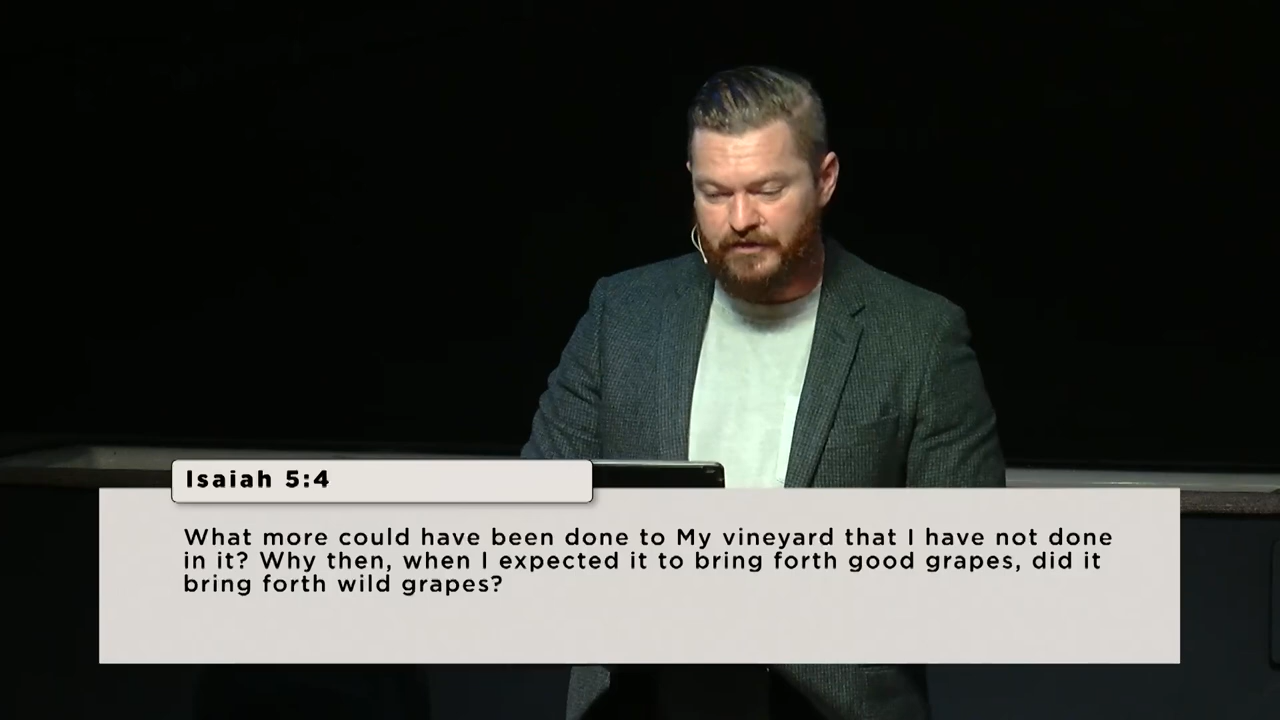 Isaiah 5:4
What more could have been done to My vineyard that I have not done
in it? Why then, when I expected it to bring forth good grapes, did it
bring forth wild grapes?